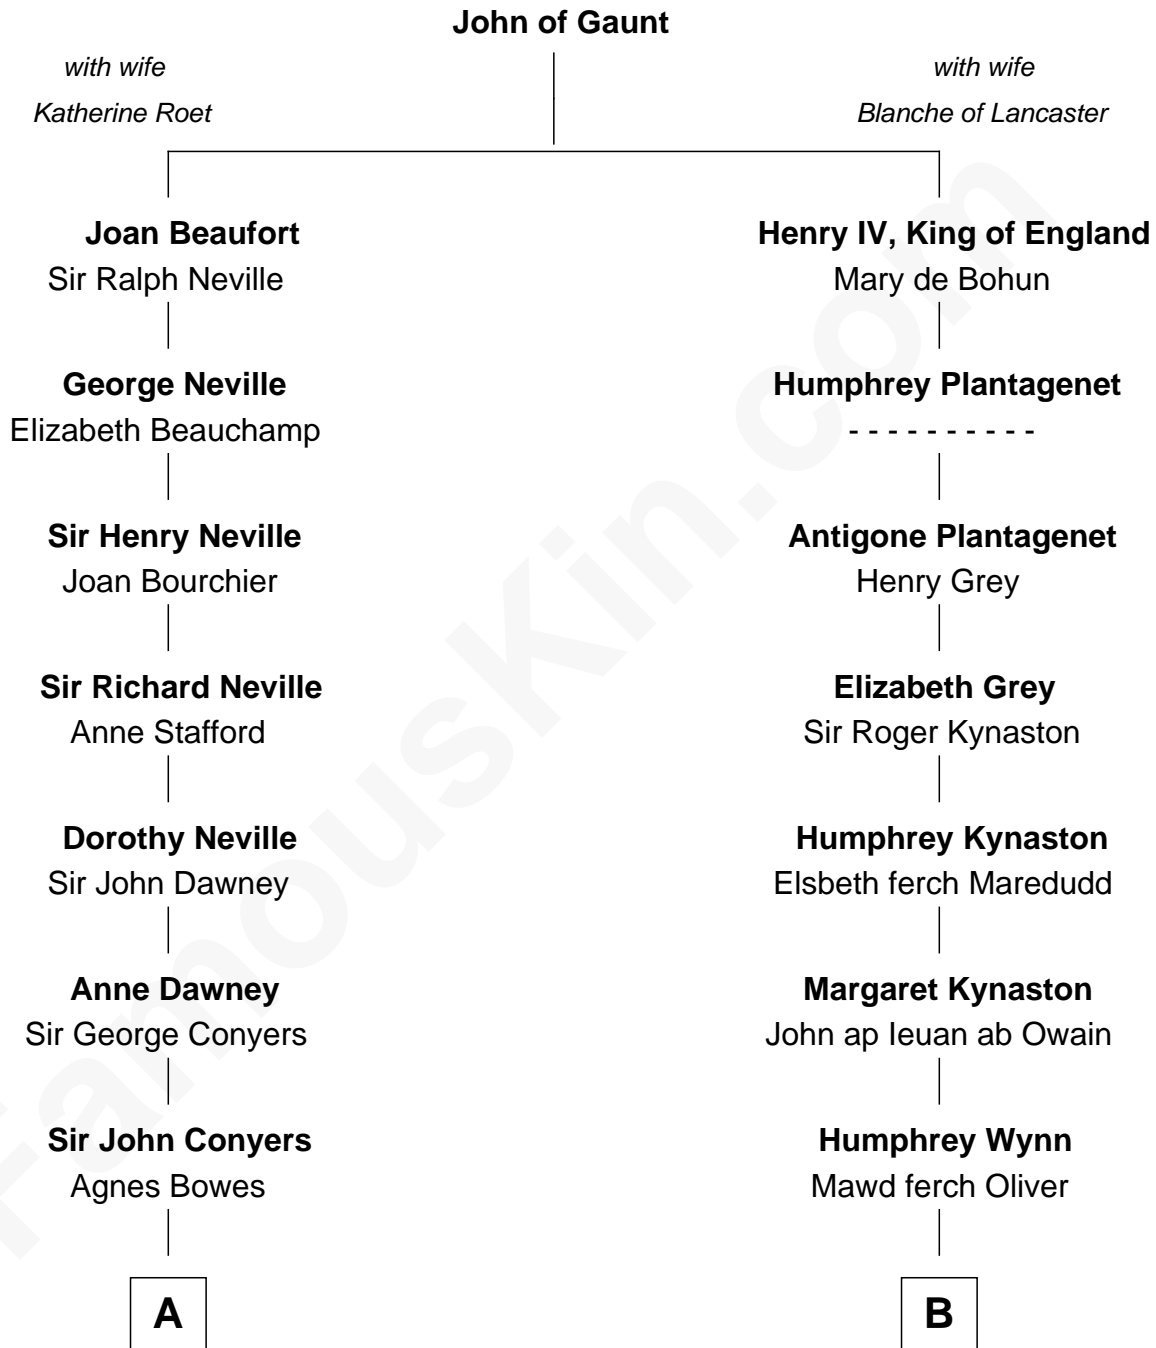 John of Gaunt
with wife
Katherine Roet
with wife
Blanche of Lancaster
Joan Beaufort
Sir Ralph Neville
Henry IV, King of England
Mary de Bohun
George Neville
Elizabeth Beauchamp
Humphrey Plantagenet
- - - - - - - - - -
Sir Henry Neville
Joan Bourchier
Antigone Plantagenet
Henry Grey
Sir Richard Neville
Anne Stafford
Elizabeth Grey
Sir Roger Kynaston
Dorothy Neville
Sir John Dawney
Humphrey Kynaston
Elsbeth ferch Maredudd
Anne Dawney
Sir George Conyers
Margaret Kynaston
John ap Ieuan ab Owain
Sir John Conyers
Agnes Bowes
Humphrey Wynn
Mawd ferch Oliver
A
B
FamousKin.com